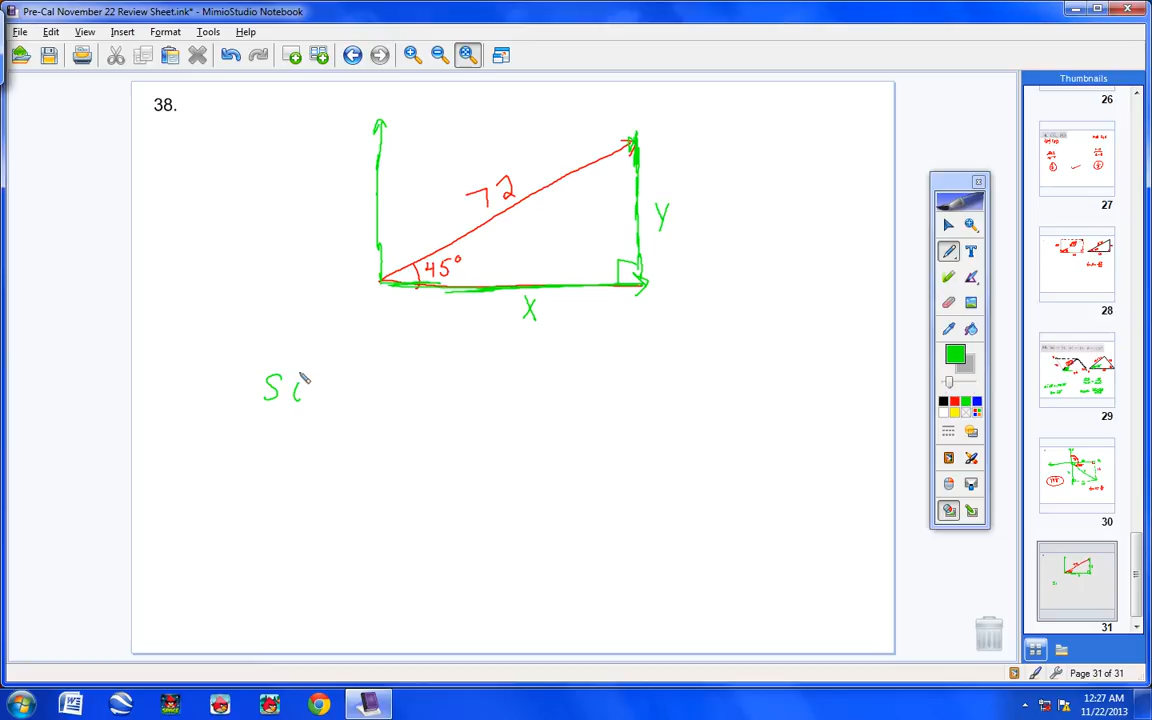 Pre-Cal November 22 Review Sheet.ink* - MimioStudio Notebook
File Edit View Insert Format Tools Help
Thumbnails
38.
72
45°
y
x
Si
26
27
28
29
30
31
Page 31 of 31
12:27 AM
11/22/2013